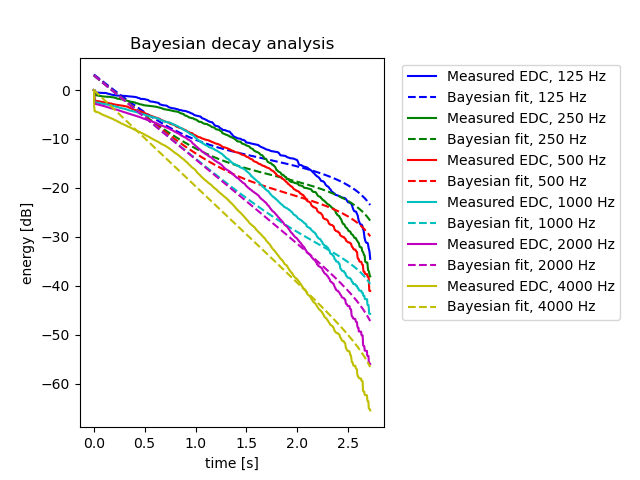 Bayesian decay analysis
energy [dB]
0
−10
−20
−30
−40
−50
−60
0.0 0.5 1.0 1.5 2.0 2.5
time [s]
Measured EDC, 125 Hz
Bayesian fit, 125 Hz
Measured EDC, 250 Hz
Bayesian fit, 250 Hz
Measured EDC, 500 Hz
Bayesian fit, 500 Hz
Measured EDC, 1000 Hz
Bayesian fit, 1000 Hz
Measured EDC, 2000 Hz
Bayesian fit, 2000 Hz
Measured EDC, 4000 Hz
Bayesian fit, 4000 Hz